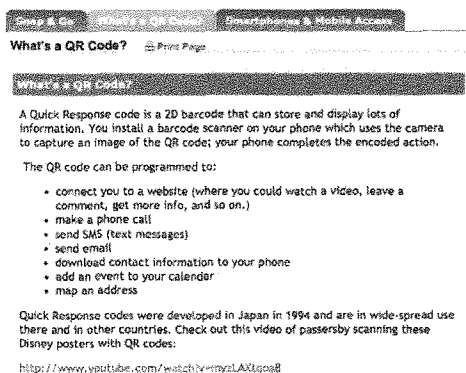 Snap & Go What's a QR Code? Smartphones & Mobile Access
What's a QR Code? Print Page
What's a QR Code?
A Quick Response code is a 2D barcode that can store and display lots of
information. You install a barcode scanner on your phone which uses the camera
to capture an image of the QR code; your phone completes the encoded action.
The QR code can be programmed to:
• connect you to a website (where you could watch a video, leave a
comment, get more info, and so on.)
• make a phone call
• send SMS (text messages)
• send email
• download contact information to your phone
• add an event to your calender
• map an address
Quick Response codes were developed in Japan in 1994 and are in wide-spread use
there and in other countries. Check out this video of passersby scanning these
Disney posters with QR codes: